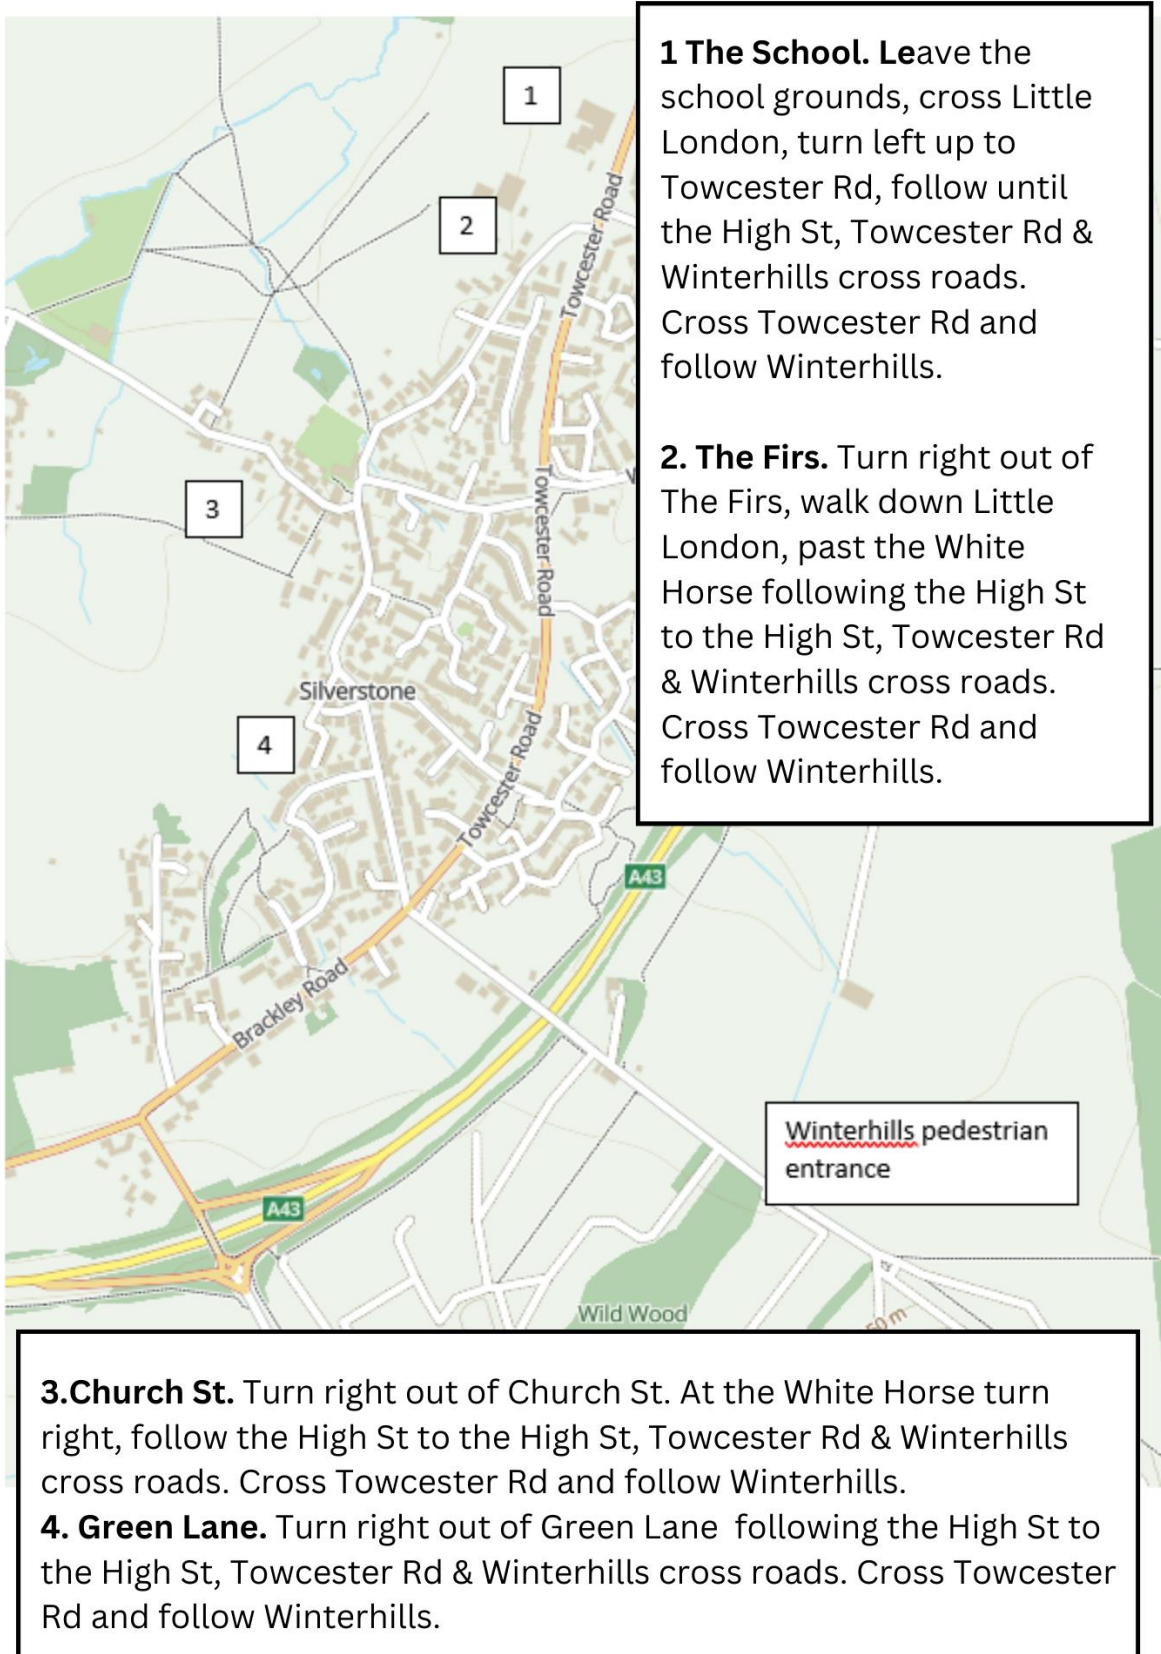 1 The School. Leave the
school grounds, cross Little
London, turn left up to
Towcester Rd, follow until
the High St, Towcester Rd &
Winterhills cross roads.
Cross Towcester Rd and
follow Winterhills.
2. The Firs. Turn right out of
The Firs, walk down Little
London, past the White
Horse following the High St
to the High St, Towcester Rd
& Winterhills cross roads.
Cross Towcester Rd and
follow Winterhills.
1
2
Towcester Road
3
Towcester Road
Silverstone
4
Towcester Road
A43
Brackley Road
Winterhills pedestrian
entrance
A43
Wild Wood
50 m
3.Church St. Turn right out of Church St. At the White Horse turn
right, follow the High St to the High St, Towcester Rd & Winterhills
cross roads. Cross Towcester Rd and follow Winterhills.
4. Green Lane. Turn right out of Green Lane  following the High St to
the High St, Towcester Rd & Winterhills cross roads. Cross Towcester
Rd and follow Winterhills.